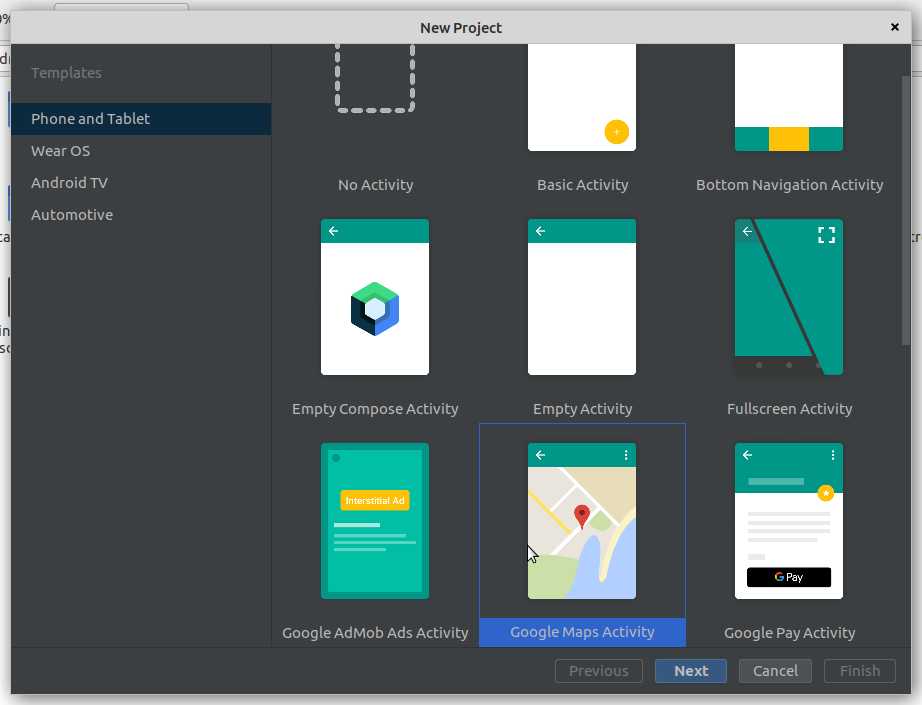 New Project
Templates
Phone and Tablet
Wear OS
Android TV
Automotive
No Activity
Basic Activity
Bottom Navigation Activity
Empty Compose Activity
Empty Activity
Fullscreen Activity
Interstitial Ad
Google AdMob Ads Activity
Google Maps Activity
G Pay
Google Pay Activity
Previous
Next
Cancel
Finish